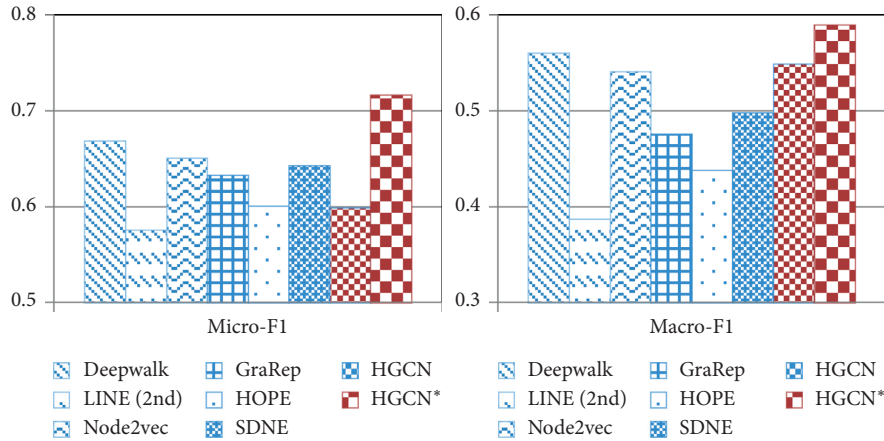 0.8
0.7
0.6
0.5
Micro-F1
Deepwalk GraRep HGCN
LINE (2nd) HOPE HGCN*
Node2vec SDNE
0.6
0.5
0.4
0.3
Macro-F1
Deepwalk GraRep HGCN
LINE (2nd) HOPE HGCN*
Node2vec SDNE